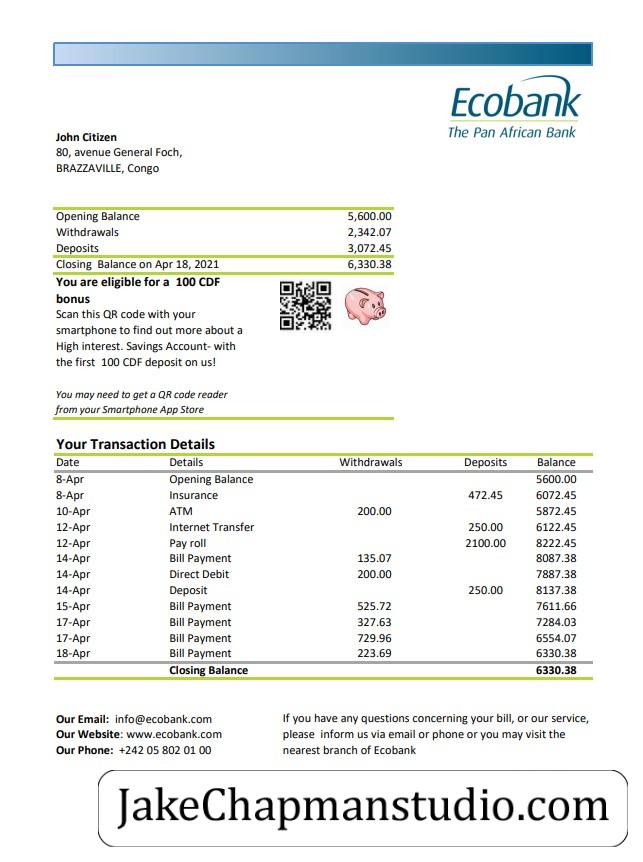 Ecobank
The Pan African Bank
John Citizen
80, avenue General Foch,
BRAZZAVILLE, Congo
Opening Balance 5,600.00
Withdrawals 2,342.07
Deposits 3,072.45
Closing Balance on Apr 18, 2021 6,330.38
You are eligible for a 100 CDF
bonus
Scan this QR code with your
smartphone to find out more about a
High interest. Savings Account- with
the first 100 CDF deposit on us!
You may need to get a QR code reader
from your Smartphone App Store
Your Transaction Details
Date Details Withdrawals Deposits Balance
8-Apr Opening Balance 5600.00
8-Apr Insurance 472.45 6072.45
10-Apr ATM 200.00 5872.45
12-Apr Internet Transfer 250.00 6122.45
12-Apr Pay roll 2100.00 8222.45
14-Apr Bill Payment 135.07 8087.38
14-Apr Direct Debit 200.00 7887.38
14-Apr Deposit 250.00 8137.38
15-Apr Bill Payment 525.72 7611.66
17-Apr Bill Payment 327.63 7284.03
17-Apr Bill Payment 729.96 6554.07
18-Apr Bill Payment 223.69 6330.38
Closing Balance 6330.38
Our Email: info@ecobank.com
Our Website: www.ecobank.com
Our Phone: +242 05 802 01 00
If you have any questions concerning your bill, or our service,
please inform us via email or phone or you may visit the
nearest branch of Ecobank
JakeChapmanstudio.com